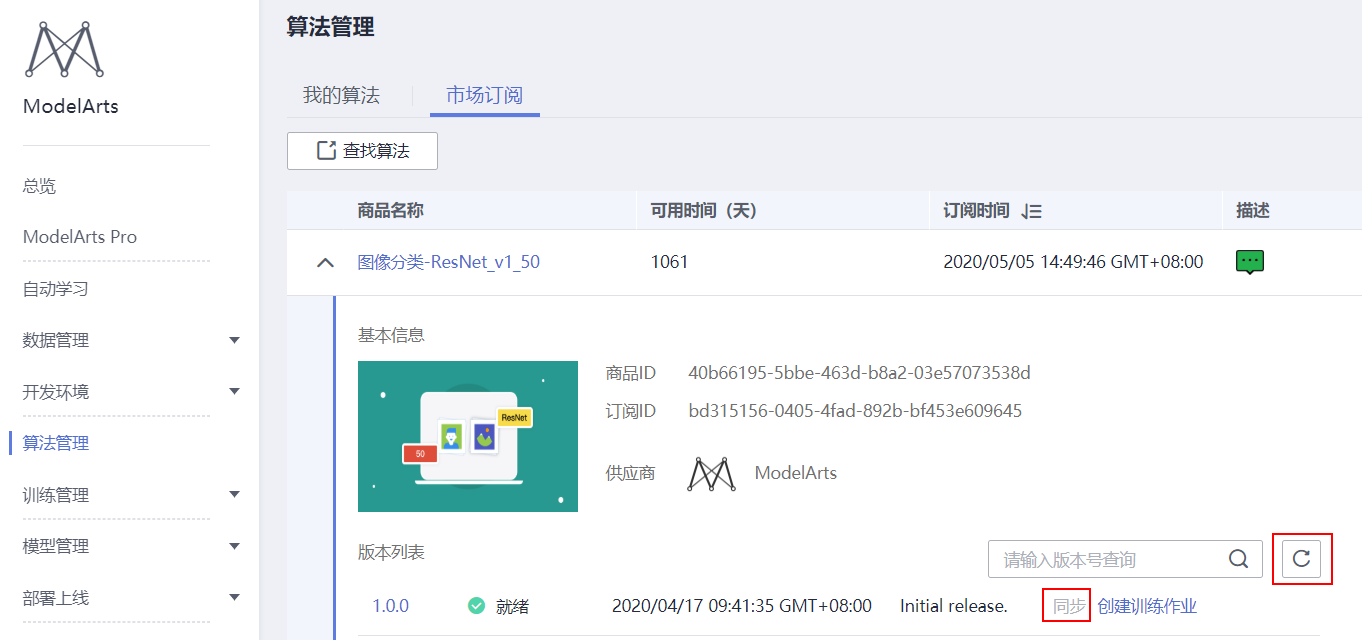 ModelArts
总览
ModelArts Pro
自动学习
数据管理
开发环境
算法管理
训练管理
模型管理
部署上线
算法管理
我的算法 市场订阅
查找算法
商品名称 可用时间（天） 订阅时间 描述
图像分类-ResNet_v1_50 1061 2020/05/05 14:49:46 GMT+08:00
基本信息
ResNet
50
商品ID 40b66195-5bbe-463d-b8a2-03e57073538d
订阅ID bd315156-0405-4fad-892b-bf453e609645
供应商 ModelArts
版本列表 请输入版本号查询
1.0.0 就绪 2020/04/17 09:41:35 GMT+08:00 Initial release. 同步 创建训练作业